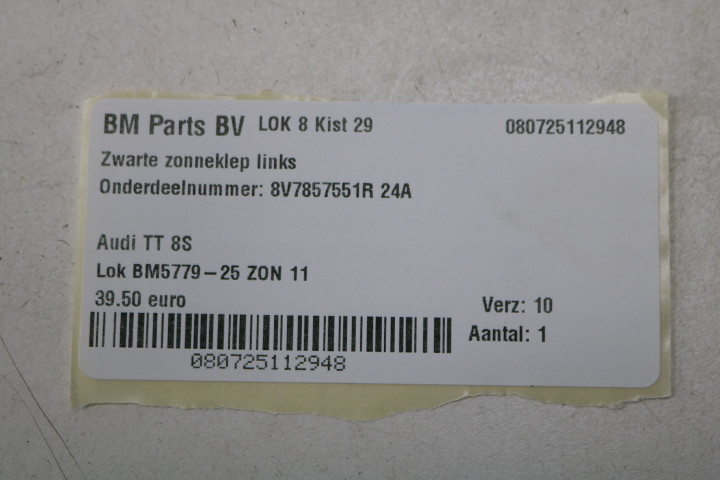 BM Parts BV LOK 8 Kist 29 080725112948
Zwarte zonneklep links
Onderdeelnummer: 8V7857551R 24A
Audi TT 8S
Lok BM5779-25 ZON 11
39.50 euro Verz: 10
Aantal: 1
080725112948